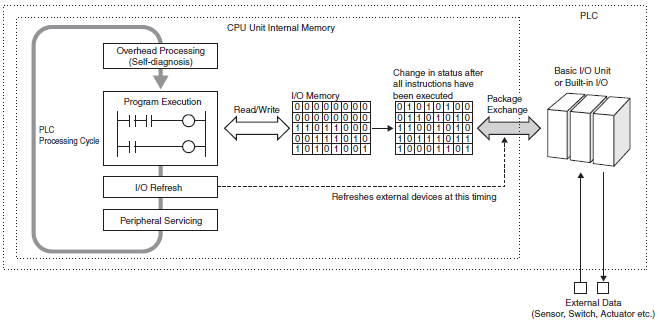 PLC
CPU Unit Internal Memory
Overhead Processing
(Self-diagnosis)
Program Execution
PLC
Processing Cycle
I/O Refresh
Peripheral Servicing
Read/Write
I/O Memory
0 0 0 0 0 0 0 0
0 0 0 0 0 0 0 0
1 1 0 1 1 0 0 0
0 0 1 1 1 0 1 0
1 0 1 0 1 0 0 1
Change in status after
all instructions have
been executed
0 1 0 1 0 1 0 0
0 1 1 0 1 0 1 0
1 1 0 0 1 0 1 0
1 0 1 1 0 1 1 0
1 0 0 0 1 1 0 1
Package
Exchange
Basic I/O Unit
or Built-in I/O
Refreshes external devices at this timing
External Data
(Sensor, Switch, Actuator etc.)